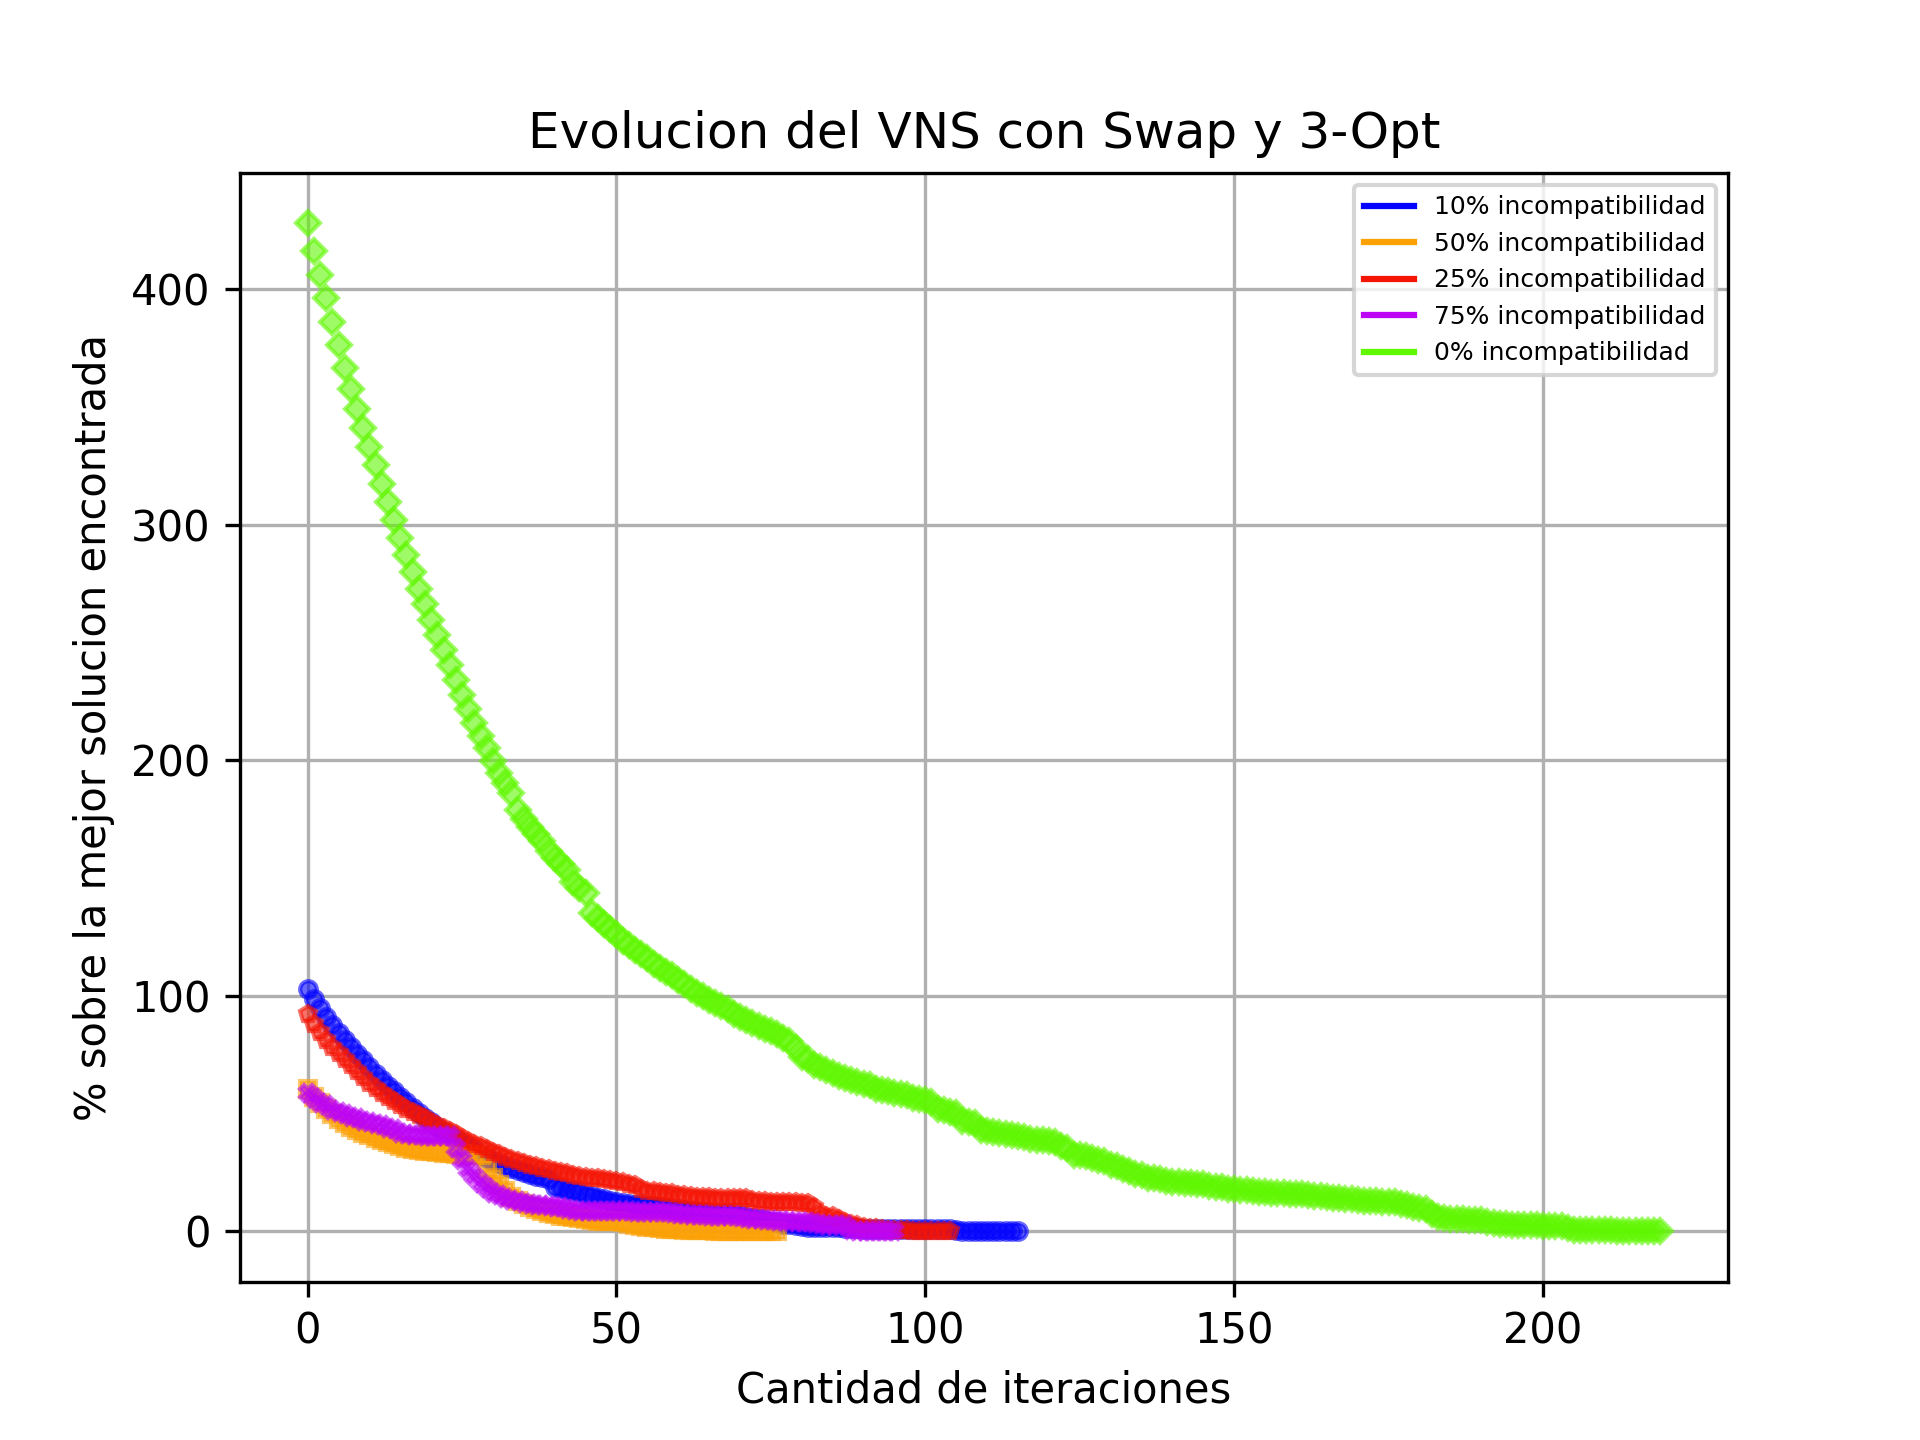 Evolucion del VNS con Swap y 3-Opt
10% incompatibilidad
50% incompatibilidad
25% incompatibilidad
75% incompatibilidad
0% incompatibilidad
% sobre la mejor solucion encontrada
400
300
200
100
0
0 50 100 150 200
Cantidad de iteraciones